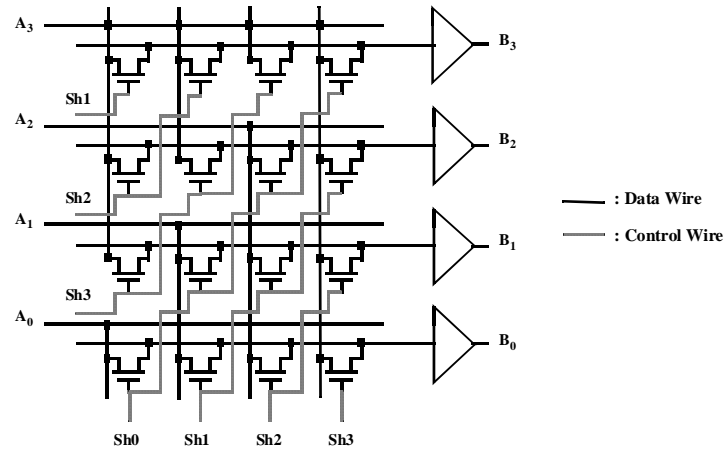 A3
B3
Sh1
A2
B2
Sh2
: Data Wire
A1
B1
: Control Wire
Sh3
A0
B0
Sh0 Sh1 Sh2 Sh3